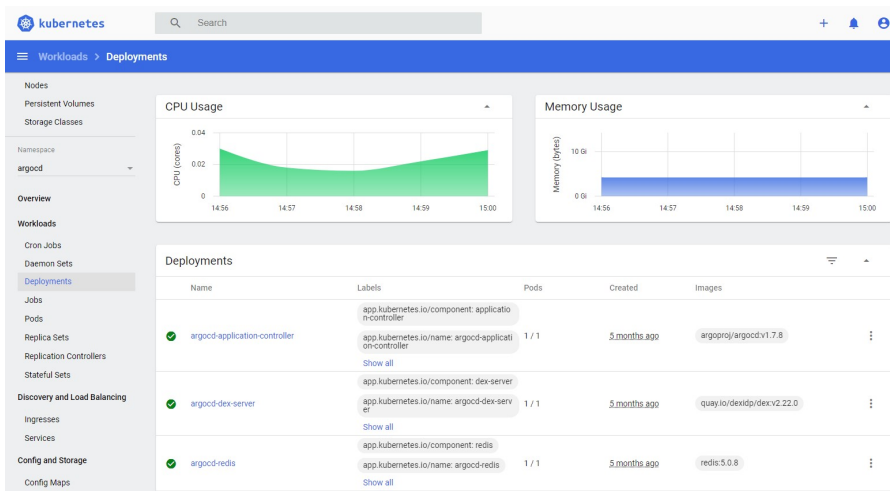 kubernetes
Search
Workloads > Deployments
Nodes
Persistent Volumes
Storage Classes
Namespace
argocd
Overview
Workloads
Cron Jobs
Daemon Sets
Deployments
Jobs
Pods
Replica Sets
Replication Controllers
Stateful Sets
Discovery and Load Balancing
Ingresses
Services
Config and Storage
Config Maps
CPU Usage
CPU (cores)
0.04
0.02
0
14:56 14:57 14:58 14:59 15:00
Memory Usage
Memory (bytes)
10 Gi
0 Gi
14:56 14:57 14:58 14:59 15:00
Deployments
Name Labels Pods Created Images
argocd-application-controller
app.kubernetes.io/component: applicatio
n-controller
app.kubernetes.io/name: argocd-applicati
on-controller
Show all
1 / 1
5 months ago
argoproj/argocd:v1.7.8
argocd-dex-server
app.kubernetes.io/component: dex-server
app.kubernetes.io/name: argocd-dex-serv
er
Show all
1 / 1
5 months ago
quay.io/dexidp/dex:v2.22.0
argocd-redis
app.kubernetes.io/component: redis
app.kubernetes.io/name: argocd-redis
Show all
1 / 1
5 months ago
redis:5.0.8